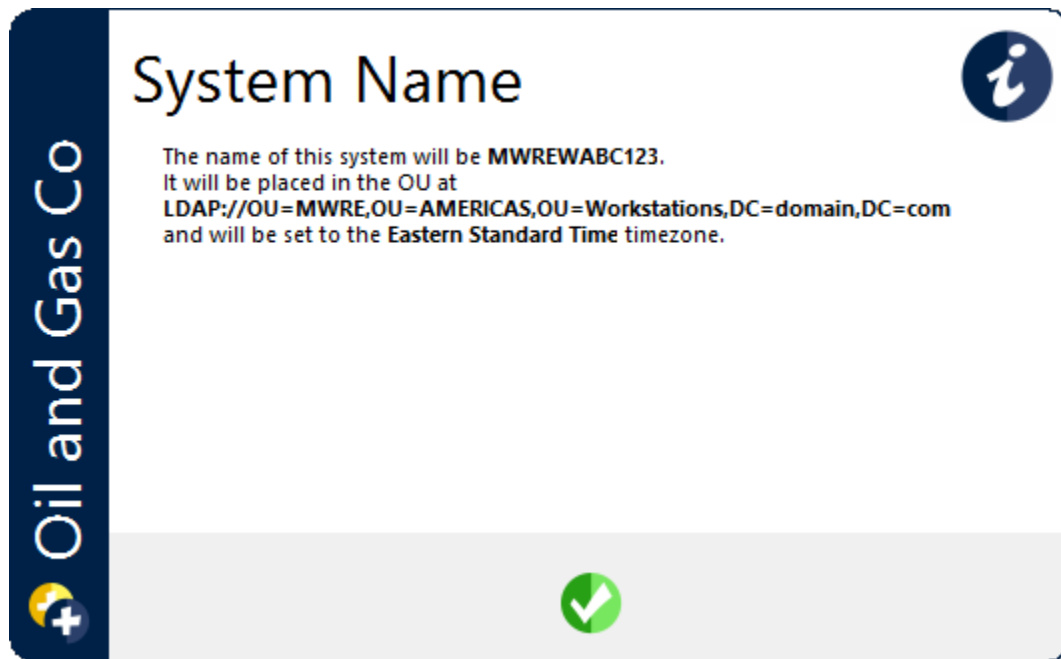 Oil and Gas Co
System Name
The name of this system will be MWREWABC123.
It will be placed in the OU at
LDAP://OU=MWRE,OU=AMERICAS,OU=Workstations,DC=domain,DC=com
and will be set to the Eastern Standard Time timezone.